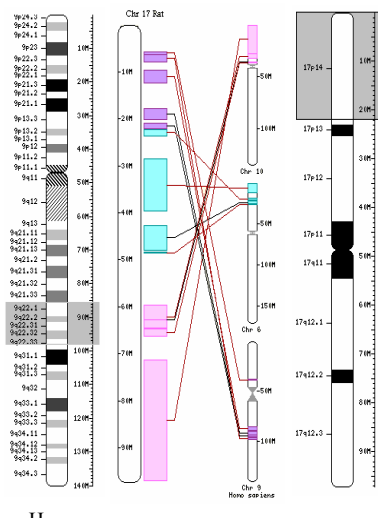 Chr 17 Rat
9p24.3
9p24.2
9p24.1
9p23
9p22.3
9p22.2
9p22.1
9p21.3
9p21.2
9p21.1
9p13.3
9p13.2
9p13.1
9p12
9p11.2
9p11.1
9q11
9q12
9q13
9q21.11
9q21.12
9q21.13
9q21.2
9q21.31
9q21.32
9q21.33
9q22.1
9q22.2
9q22.31
9q22.32
9q22.33
9q31.1
9q31.2
9q31.3
9q32
9q33.1
9q33.2
9q33.3
9q34.11
9q34.12
9q34.13
9q34.2
9q34.3
10M
20M
30M
40M
50M
60M
70M
80M
90M
100M
110M
120M
130M
140M
10M
20M
30M
40M
50M
60M
70M
80M
90M
50M
100M
Chr 10
50M
100M
150M
Chr 6
50M
100M
Chr 9
Homo sapiens
17p14
17p13
17p12
17p11
17q11
17q12.1
17q12.2
17q12.3
10M
20M
30M
40M
50M
60M
70M
80M
90M
H